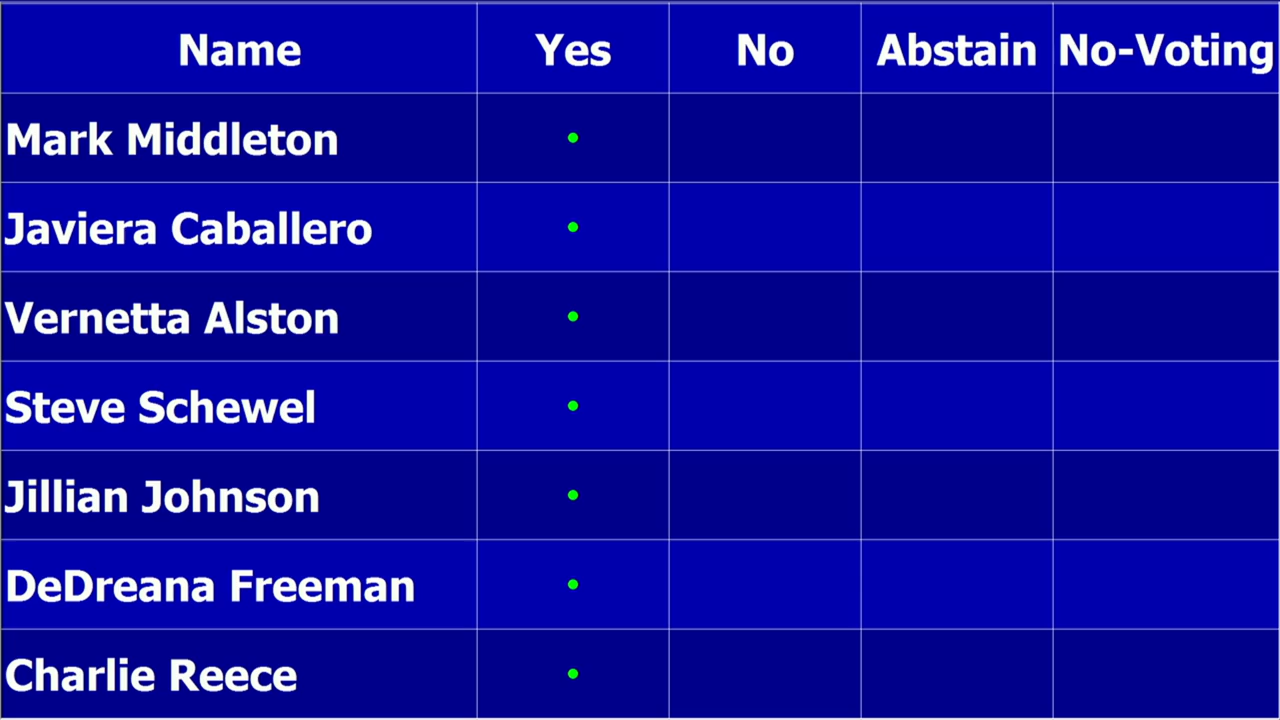 Name Yes No Abstain No-Voting
Mark Middleton •
Javiera Caballero •
Vernetta Alston •
Steve Schewel •
Jillian Johnson •
DeDreana Freeman •
Charlie Reece •